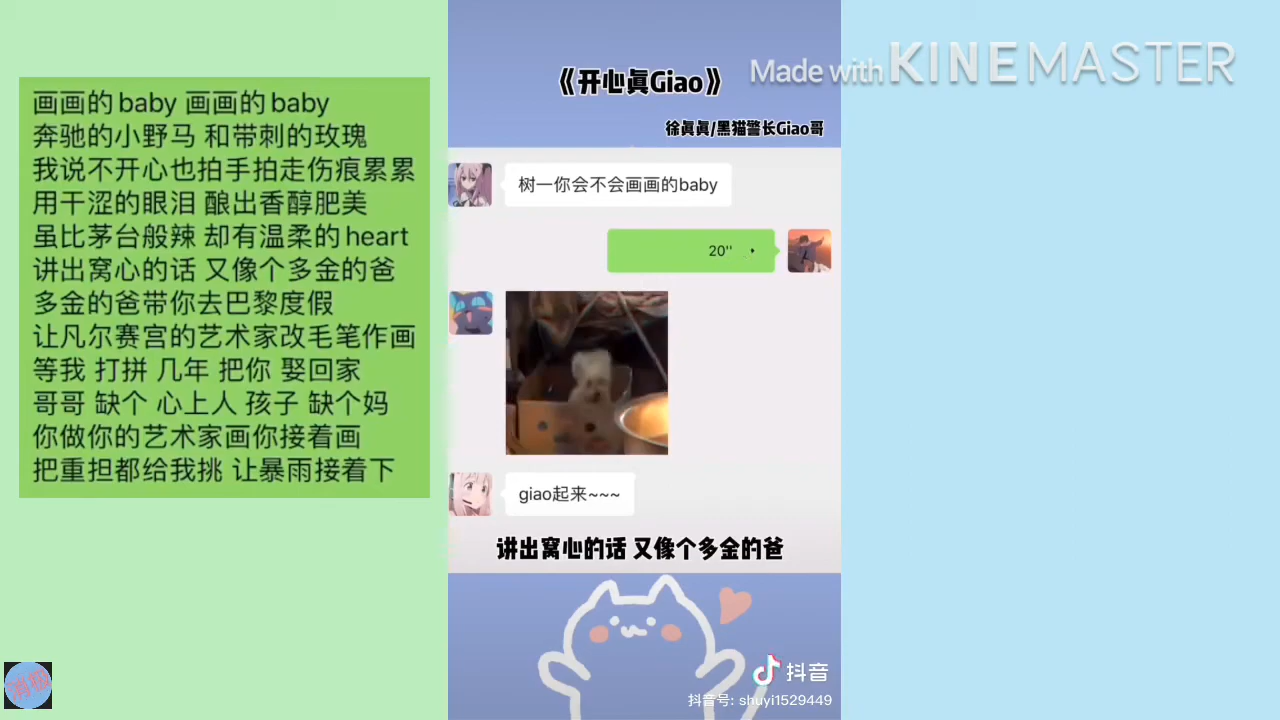 画画的baby 画画的baby
奔驰的小野马 和带刺的玫瑰
我说不开心也拍手拍走伤痕累累
用干涩的眼泪 酿出香醇肥美
虽比茅台般辣 却有温柔的heart
讲出窝心的话 又像个多金的爸
多金的爸带你去巴黎度假
让凡尔赛宫的艺术家改毛笔作画
等我 打拼 几年 把你 娶回家
哥哥 缺个 心上人 孩子 缺个妈
你做你的艺术家画你接着画
把重担都给我挑 让暴雨接着下
消极
《开心真Giao》
徐真真/黑猫警长Giao哥
树一你会不会画画的baby
20''
giao起来~~~
讲出窝心的话 又像个多金的爸
抖音
抖音号: shuyi1529449
Made with KINEMASTER